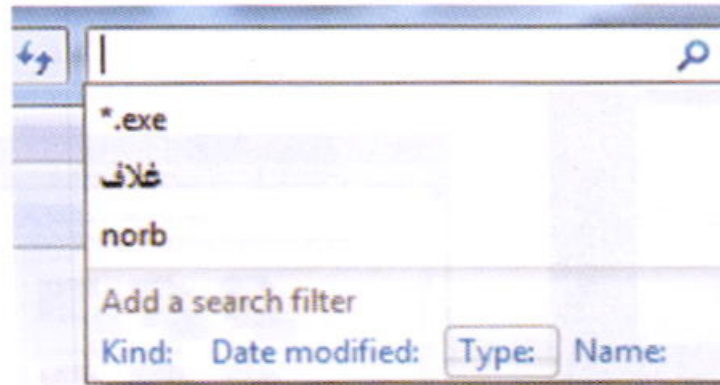 *.exe
غلاف
norb
Add a search filter
Kind: Date modified: Type: Name: